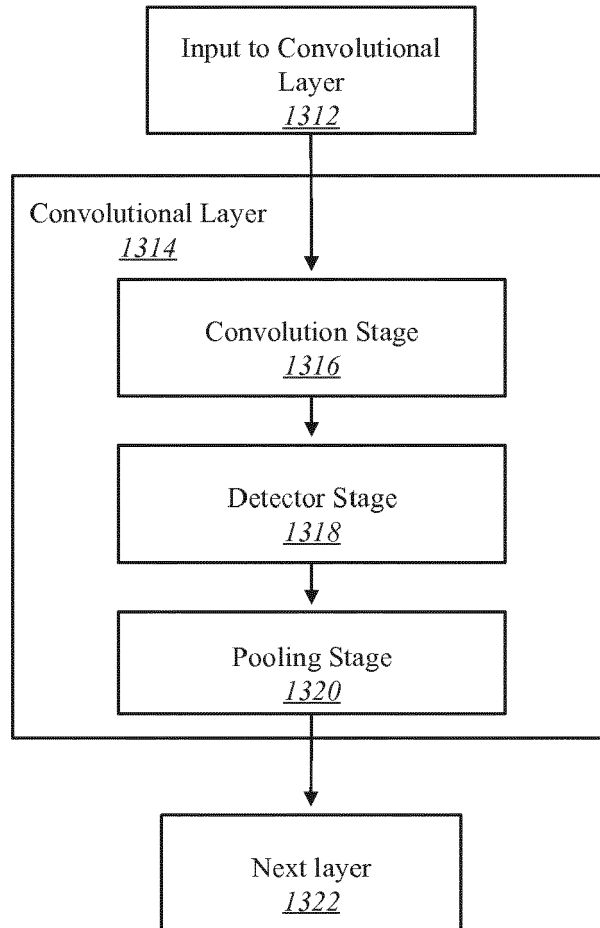 Input to Convolutional
Layer
1312
Convolutional Layer
1314
Convolution Stage
1316
Detector Stage
1318
Pooling Stage
1320
Next layer
1322